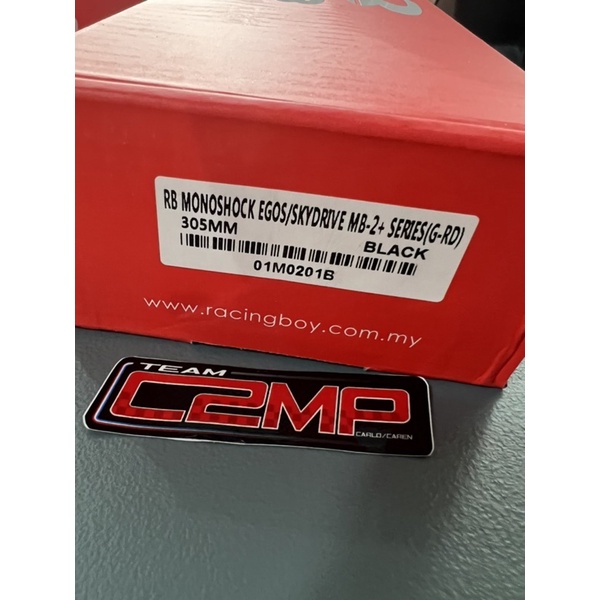 RB MONOSHOCK EGOS/SKYDRIVE MB-2+ SERIES(G-RD)
305MM BLACK
01M0201B
www.racingboy.com.my
TEAM
C2MP
CARLO/CAREN